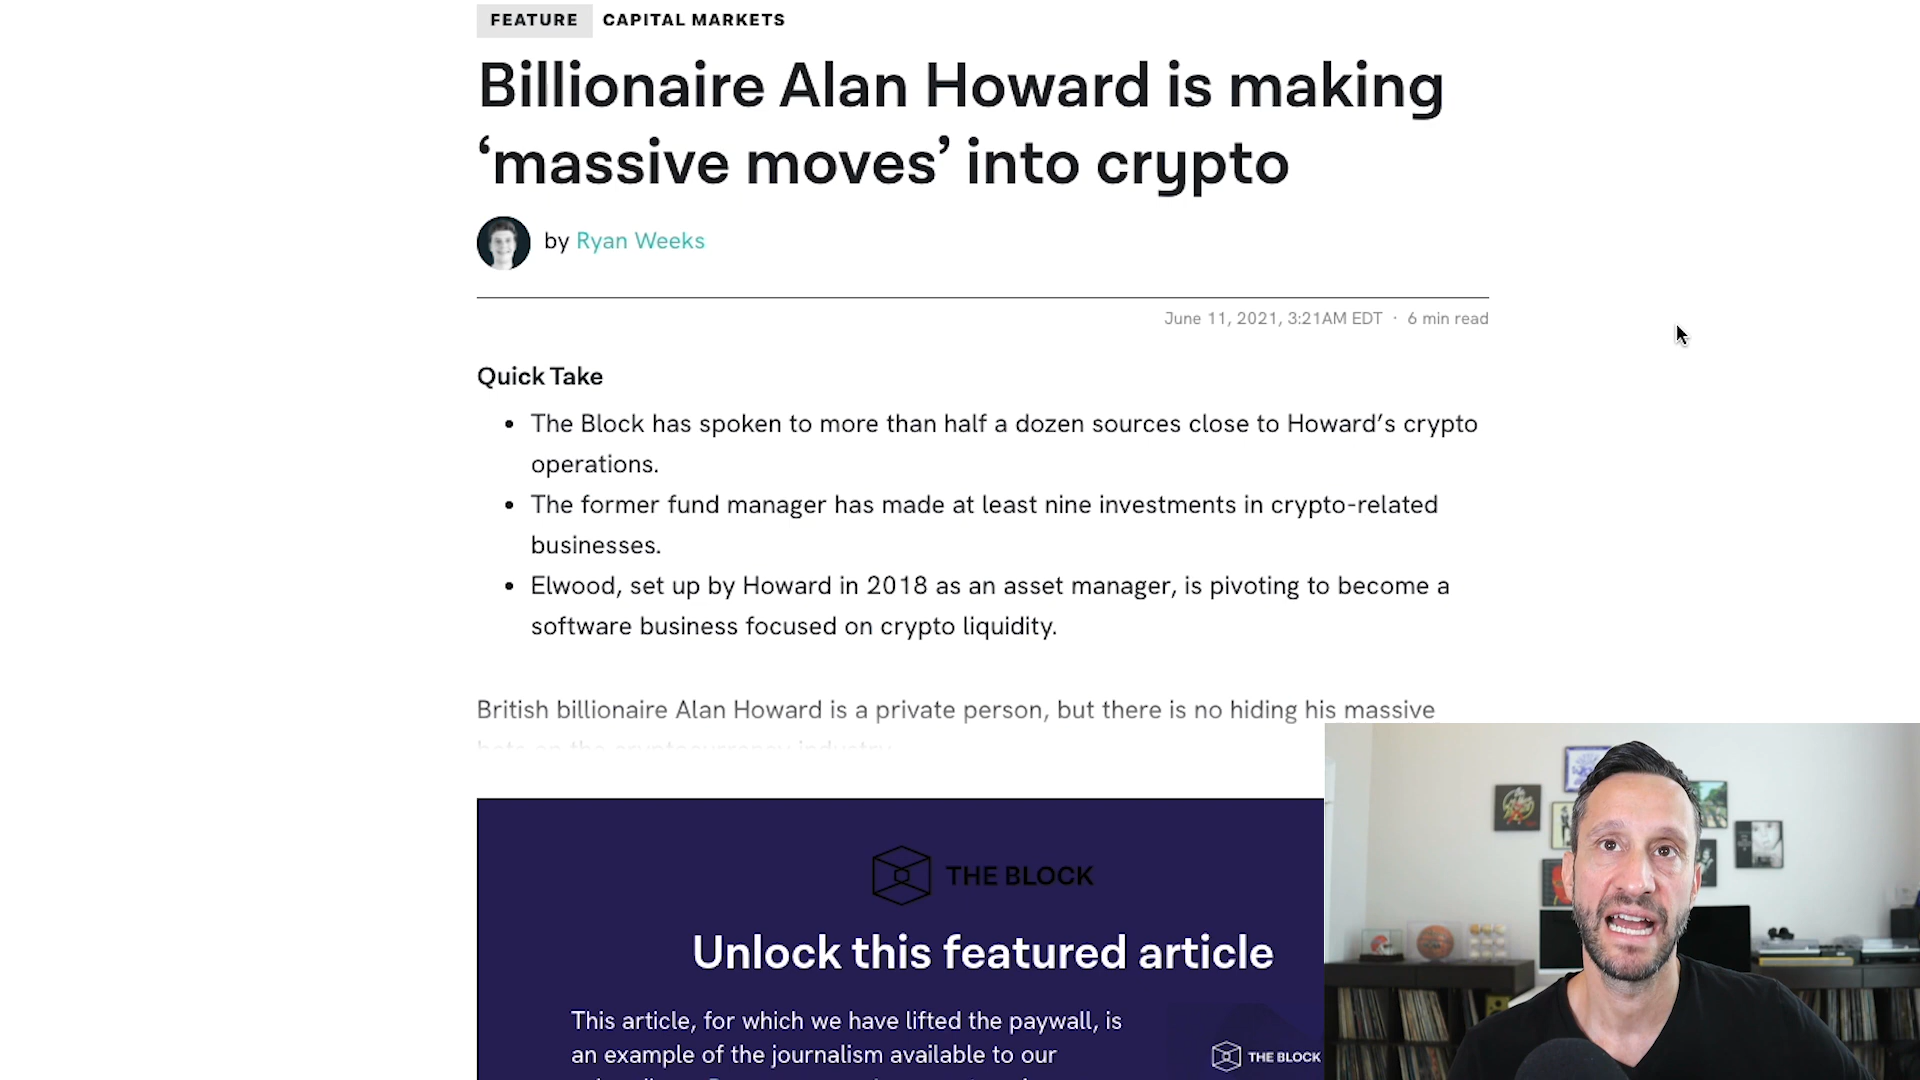 FEATURE CAPITAL MARKETS
Billionaire Alan Howard is making
‘massive moves’ into crypto
by Ryan Weeks
June 11, 2021, 3:21AM EDT · 6 min read
Quick Take
• The Block has spoken to more than half a dozen sources close to Howard’s crypto
operations.
• The former fund manager has made at least nine investments in crypto-related
businesses.
• Elwood, set up by Howard in 2018 as an asset manager, is pivoting to become a
software business focused on crypto liquidity.
British billionaire Alan Howard is a private person, but there is no hiding his massive
bets on the cryptocurrency industry.
THE BLOCK
Unlock this featured article
This article, for which we have lifted the paywall, is
an example of the journalism available to our
THE BLOCK